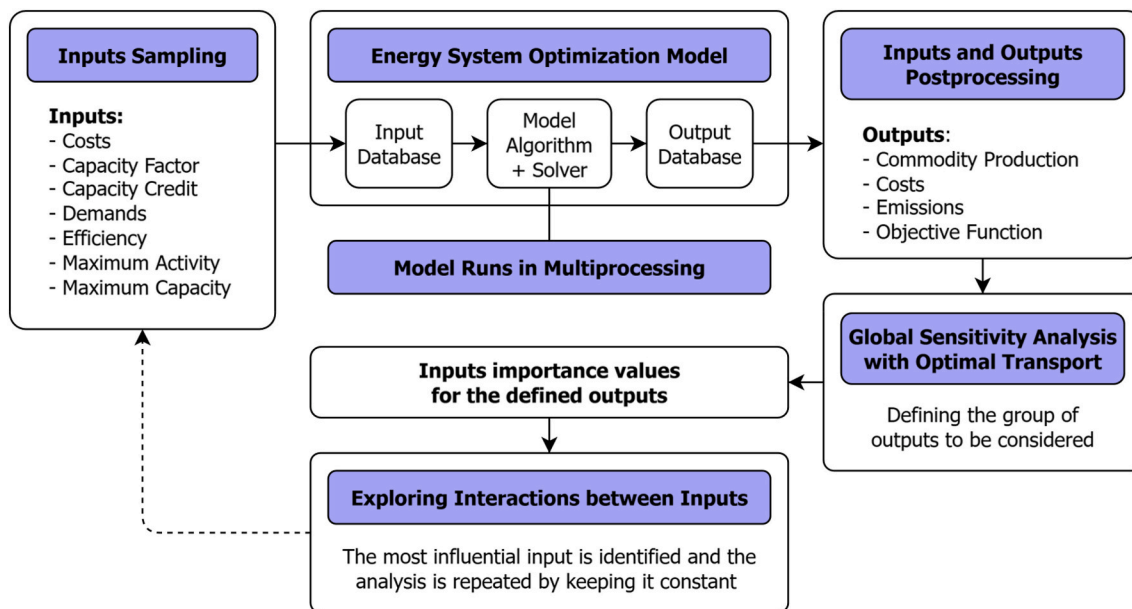 Inputs Sampling
Inputs:
- Costs
- Capacity Factor
- Capacity Credit
- Demands
- Efficiency
- Maximum Activity
- Maximum Capacity
Energy System Optimization Model
Input
Database
Model
Algorithm
+ Solver
Output
Database
Model Runs in Multiprocessing
Inputs and Outputs
Postprocessing
Outputs:
- Commodity Production
- Costs
- Emissions
- Objective Function
Global Sensitivity Analysis
with Optimal Transport
Defining the group of
outputs to be considered
Inputs importance values
for the defined outputs
Exploring Interactions between Inputs
The most influential input is identified and the
analysis is repeated by keeping it constant